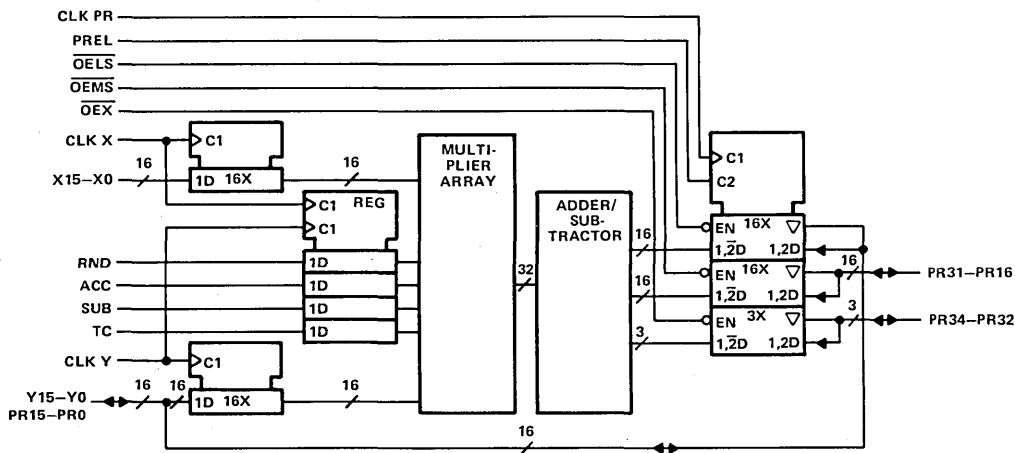 CLK PR
PREL
OELS
OEMS
OEX
CLK X
C1
X15–X0
16
1D 16X
16
C1 REG
C1
RND
1D
ACC
1D
SUB
1D
TC
1D
CLK Y
C1
Y15–Y0
PR15–PR0
16
16
1D 16X
16
MULTI-
PLIER
ARRAY
32
ADDER/
SUB-
TRACTOR
16
16
3
C1
C2
EN 16X ▽
1,2̅D 1,2D
EN 16X ▽
1,2̅D 1,2D
EN 3X ▽
1,2̅D 1,2D
16
PR31–PR16
3
PR34–PR32
16